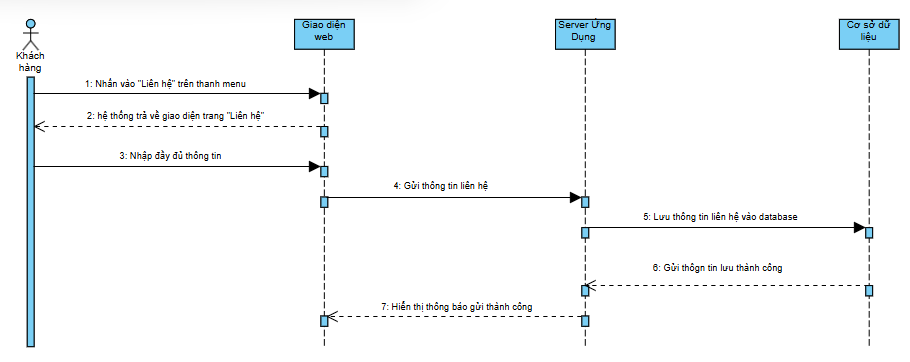 Giao diện
web
Server Ứng
Dụng
Cơ sở dữ
liệu
Khách
hàng
1: Nhấn vào "Liên hệ" trên thanh menu
2: hệ thống trả về giao diện trang "Liên hệ"
3: Nhập đầy đủ thông tin
4: Gửi thông tin liên hệ
5: Lưu thông tin liên hệ vào database
6: Gửi thôgn tin lưu thành công
7: Hiển thị thông báo gửi thành công